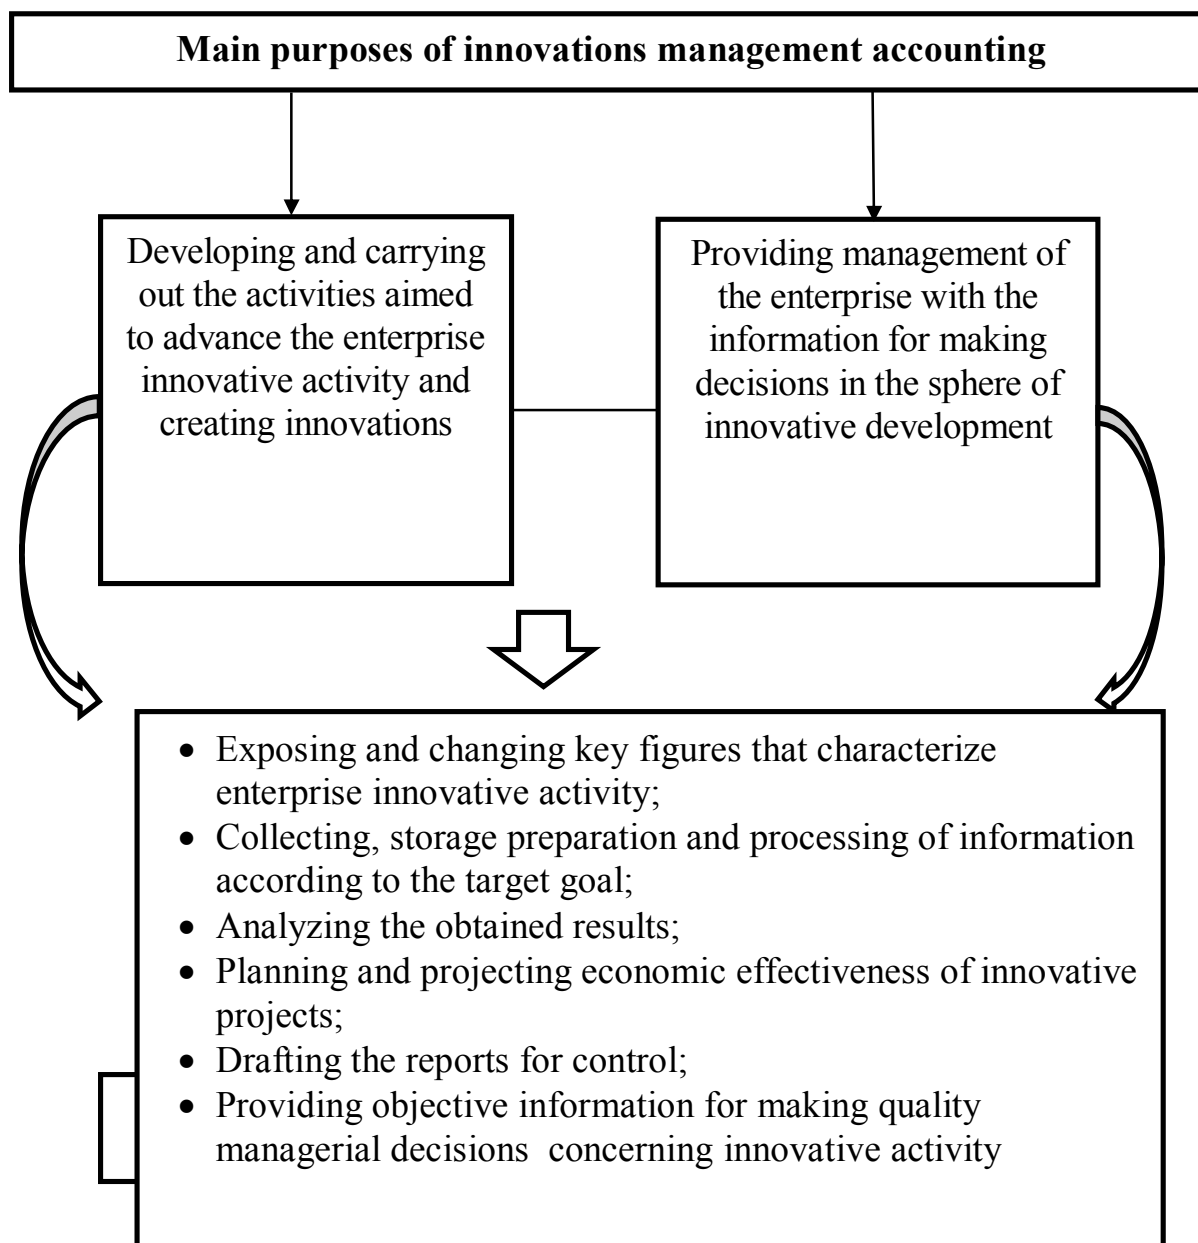 Main purposes of innovations management accounting
Developing and carrying
out the activities aimed
to advance the enterprise
innovative activity and
creating innovations
Providing management of
the enterprise with the
information for making
decisions in the sphere of
innovative development
• Exposing and changing key figures that characterize
enterprise innovative activity;
• Collecting, storage preparation and processing of information
according to the target goal;
• Analyzing the obtained results;
• Planning and projecting economic effectiveness of innovative
projects;
• Drafting the reports for control;
• Providing objective information for making quality
managerial decisions  concerning innovative activity